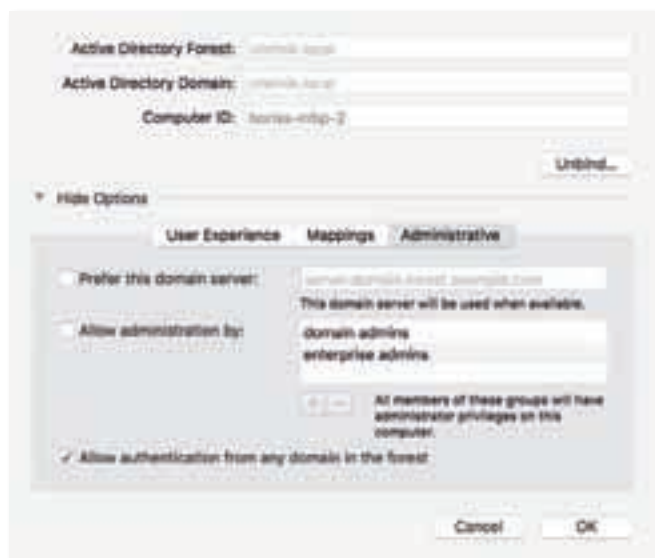 Active Directory Forest:
Active Directory Domain:
Computer ID:
Unbind...
Hide Options
User Experience Mappings Administrative
Prefer this domain server:
This domain server will be used when available.
Allow administration by:
domain admins
enterprise admins
+ −
All members of these groups will have
administrator privileges on this
computer.
Allow authentication from any domain in the forest
Cancel OK